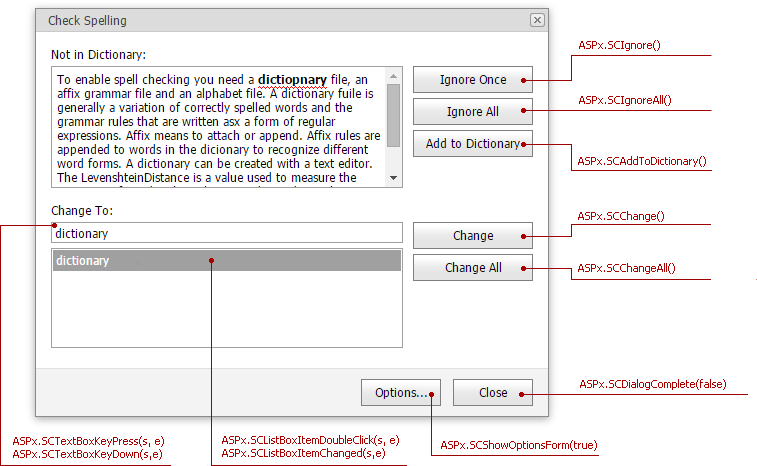 Check Spelling
Not in Dictionary:
To enable spell checking you need a dictiopnary file, an
affix grammar file and an alphabet file. A dictionary fuile is
generally a variation of correctly spelled words and the
grammar rules that are written asx a form of regular
expressions. Affix means to attach or append. Affix rules are
appended to words in the dicionary to recognize different
word forms. A dictionary can be created with a text editor.
The LevenshteinDistance is a value used to measure the
Ignore Once
Ignore All
Add to Dictionary
ASPx.SCIgnore()
ASPx.SCIgnoreAll()
ASPx.SCAddToDictionary()
Change To:
dictionary
dictionary
Change
Change All
ASPx.SCChange()
ASPx.SCChangeAll()
Options...
Close
ASPx.SCDialogComplete(false)
ASPx.SCTextBoxKeyPress(s, e)
ASPx.SCTextBoxKeyDown(s,e)
ASPx.SCListBoxItemDoubleClick(s, e)
ASPx.SCListBoxItemChanged(s,e)
ASPx.SCShowOptionsForm(true)